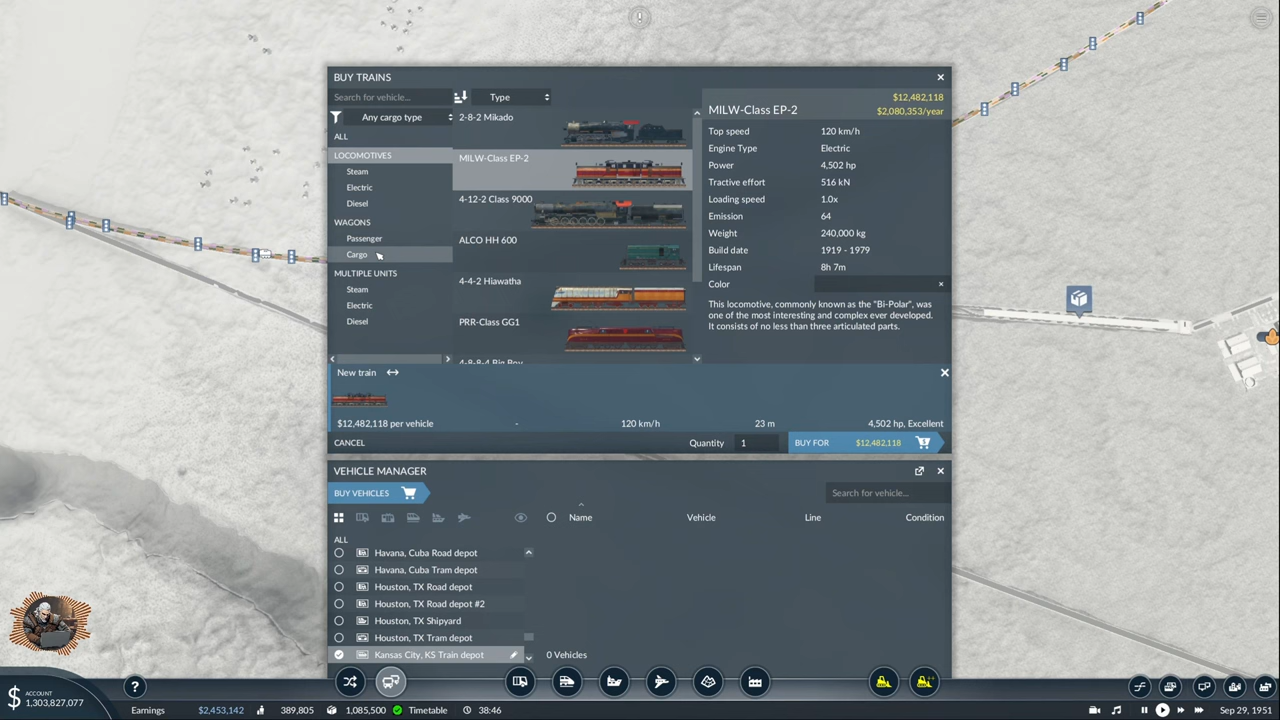 BUY TRAINS
Search for vehicle...
Type
Any cargo type
ALL
LOCOMOTIVES
Steam
Electric
Diesel
WAGONS
Passenger
Cargo
MULTIPLE UNITS
Steam
Electric
Diesel
2-8-2 Mikado
MILW-Class EP-2
4-12-2 Class 9000
ALCO HH 600
4-4-2 Hiawatha
PRR-Class GG1
4-8-8-4 Big Boy
$12,482,118
MILW-Class EP-2
$2,080,353/year
Top speed 120 km/h
Engine Type Electric
Power 4,502 hp
Tractive effort 516 kN
Loading speed 1.0x
Emission 64
Weight 240,000 kg
Build date 1919 - 1979
Lifespan 8h 7m
Color
This locomotive, commonly known as the "Bi-Polar", was
one of the most interesting and complex ever developed.
It consists of no less than three articulated parts.
New train
$12,482,118 per vehicle - 120 km/h 23 m 4,502 hp, Excellent
CANCEL Quantity 1 BUY FOR $12,482,118
VEHICLE MANAGER
BUY VEHICLES
Search for vehicle...
Name Vehicle Line Condition
ALL
Havana, Cuba Road depot
Havana, Cuba Tram depot
Houston, TX Road depot
Houston, TX Road depot #2
Houston, TX Shipyard
Houston, TX Tram depot
Kansas City, KS Train depot
0 Vehicles
$ ACCOUNT
1,303,827,077
?
Earnings $2,453,142 389,805 1,085,500 Timetable 38:46 Sep 29, 1951